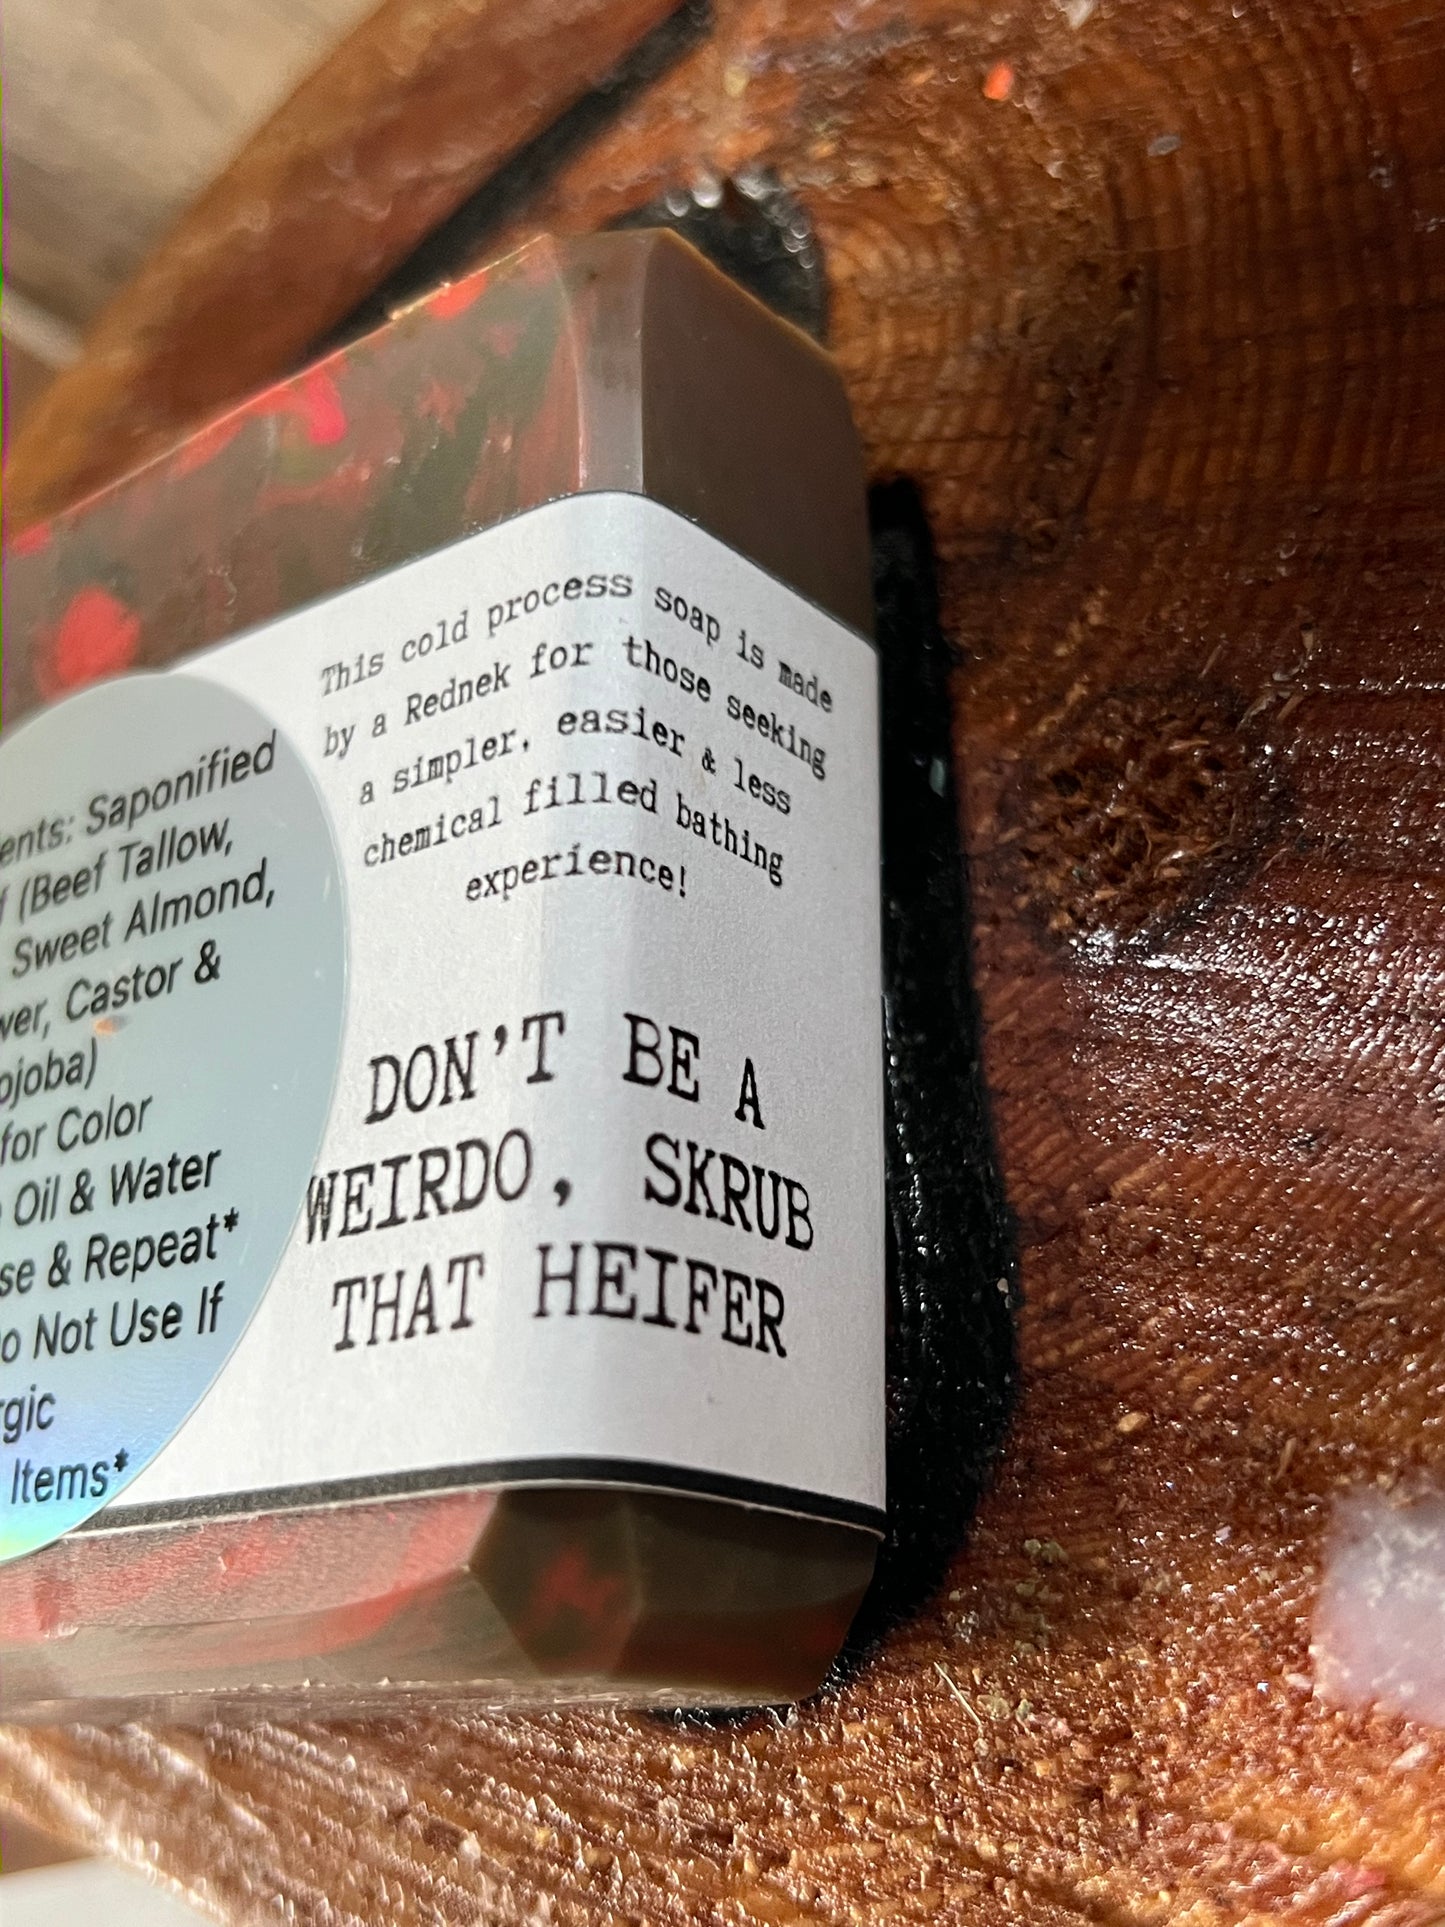 This cold process soap is made
by a Rednek for those seeking
a simpler, easier & less
chemical filled bathing
experience!
DON'T BE A
WEIRDO, SKRUB
THAT HEIFER
ents: Saponified
f (Beef Tallow,
Sweet Almond,
ver, Castor &
ojoba)
for Color
Oil & Water
se & Repeat*
o Not Use If
rgic
Items*